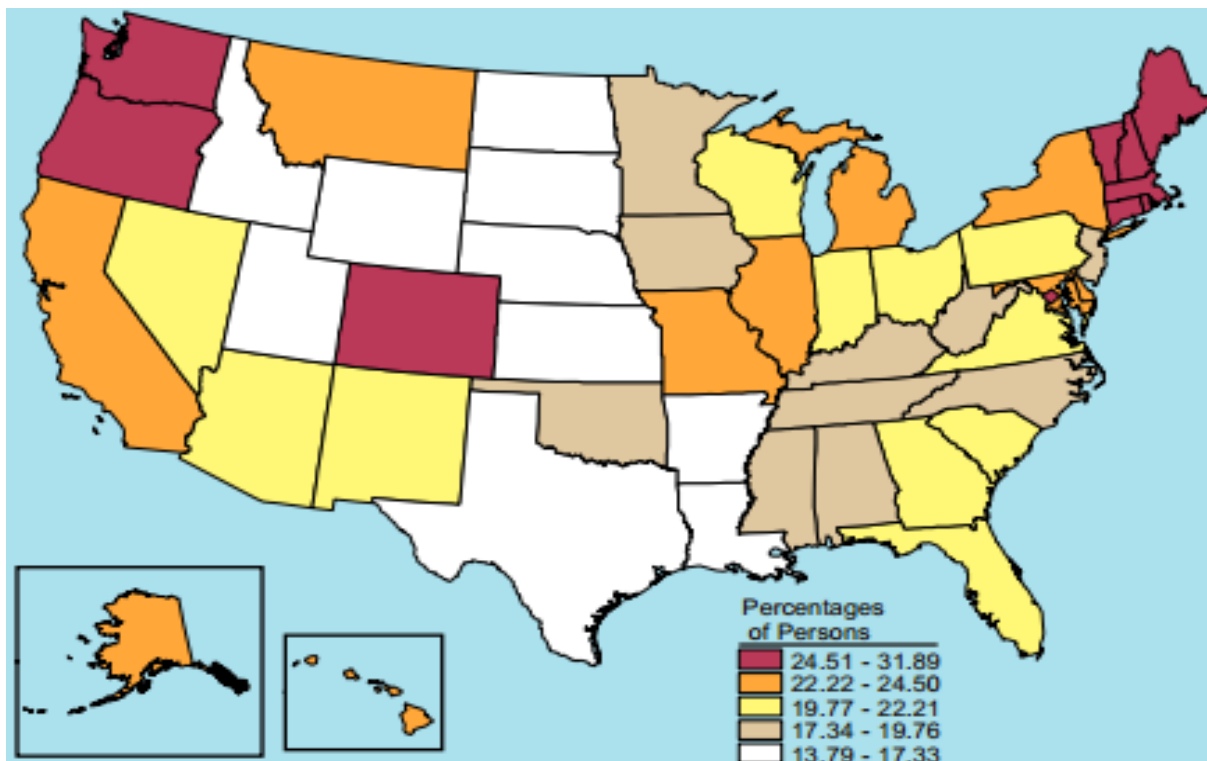 Percentages
of Persons
24.51 - 31.89
22.22 - 24.50
19.77 - 22.21
17.34 - 19.76
13.79 - 17.33